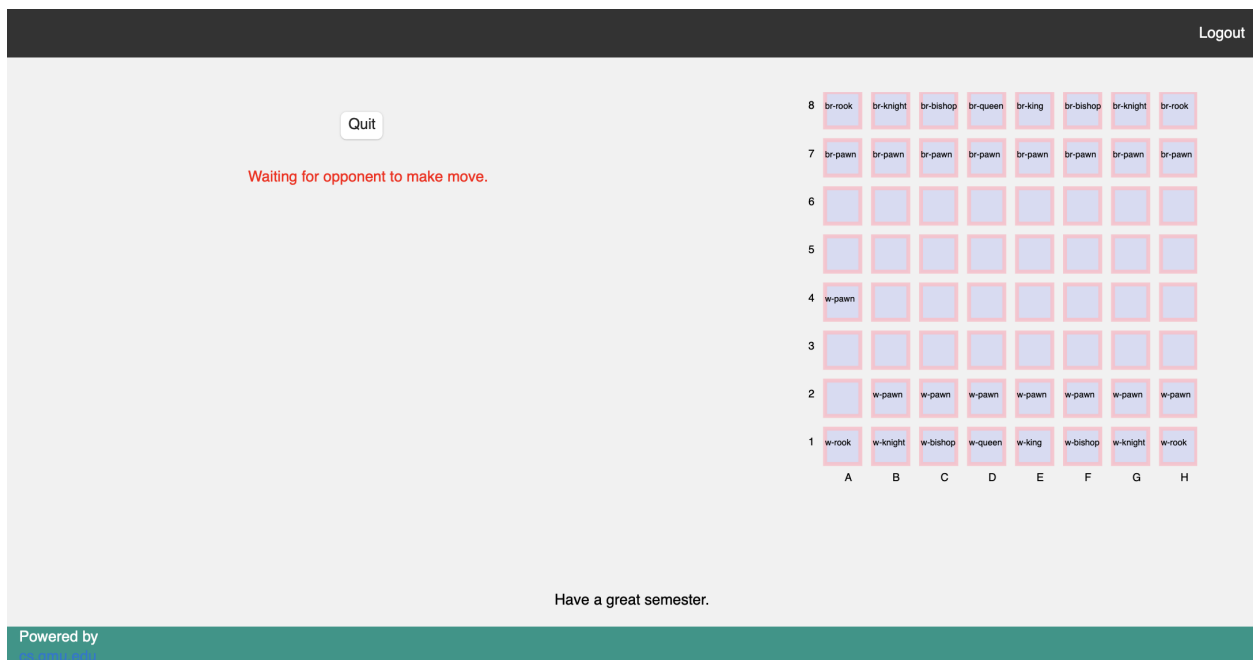 Logout
Quit
Waiting for opponent to make move.
8 br-rook br-knight br-bishop br-queen br-king br-bishop br-knight br-rook
7 br-pawn br-pawn br-pawn br-pawn br-pawn br-pawn br-pawn br-pawn
6
5
4 w-pawn
3
2 w-pawn w-pawn w-pawn w-pawn w-pawn w-pawn w-pawn
1 w-rook w-knight w-bishop w-queen w-king w-bishop w-knight w-rook
A B C D E F G H
Have a great semester.
Powered by
cs.gmu.edu